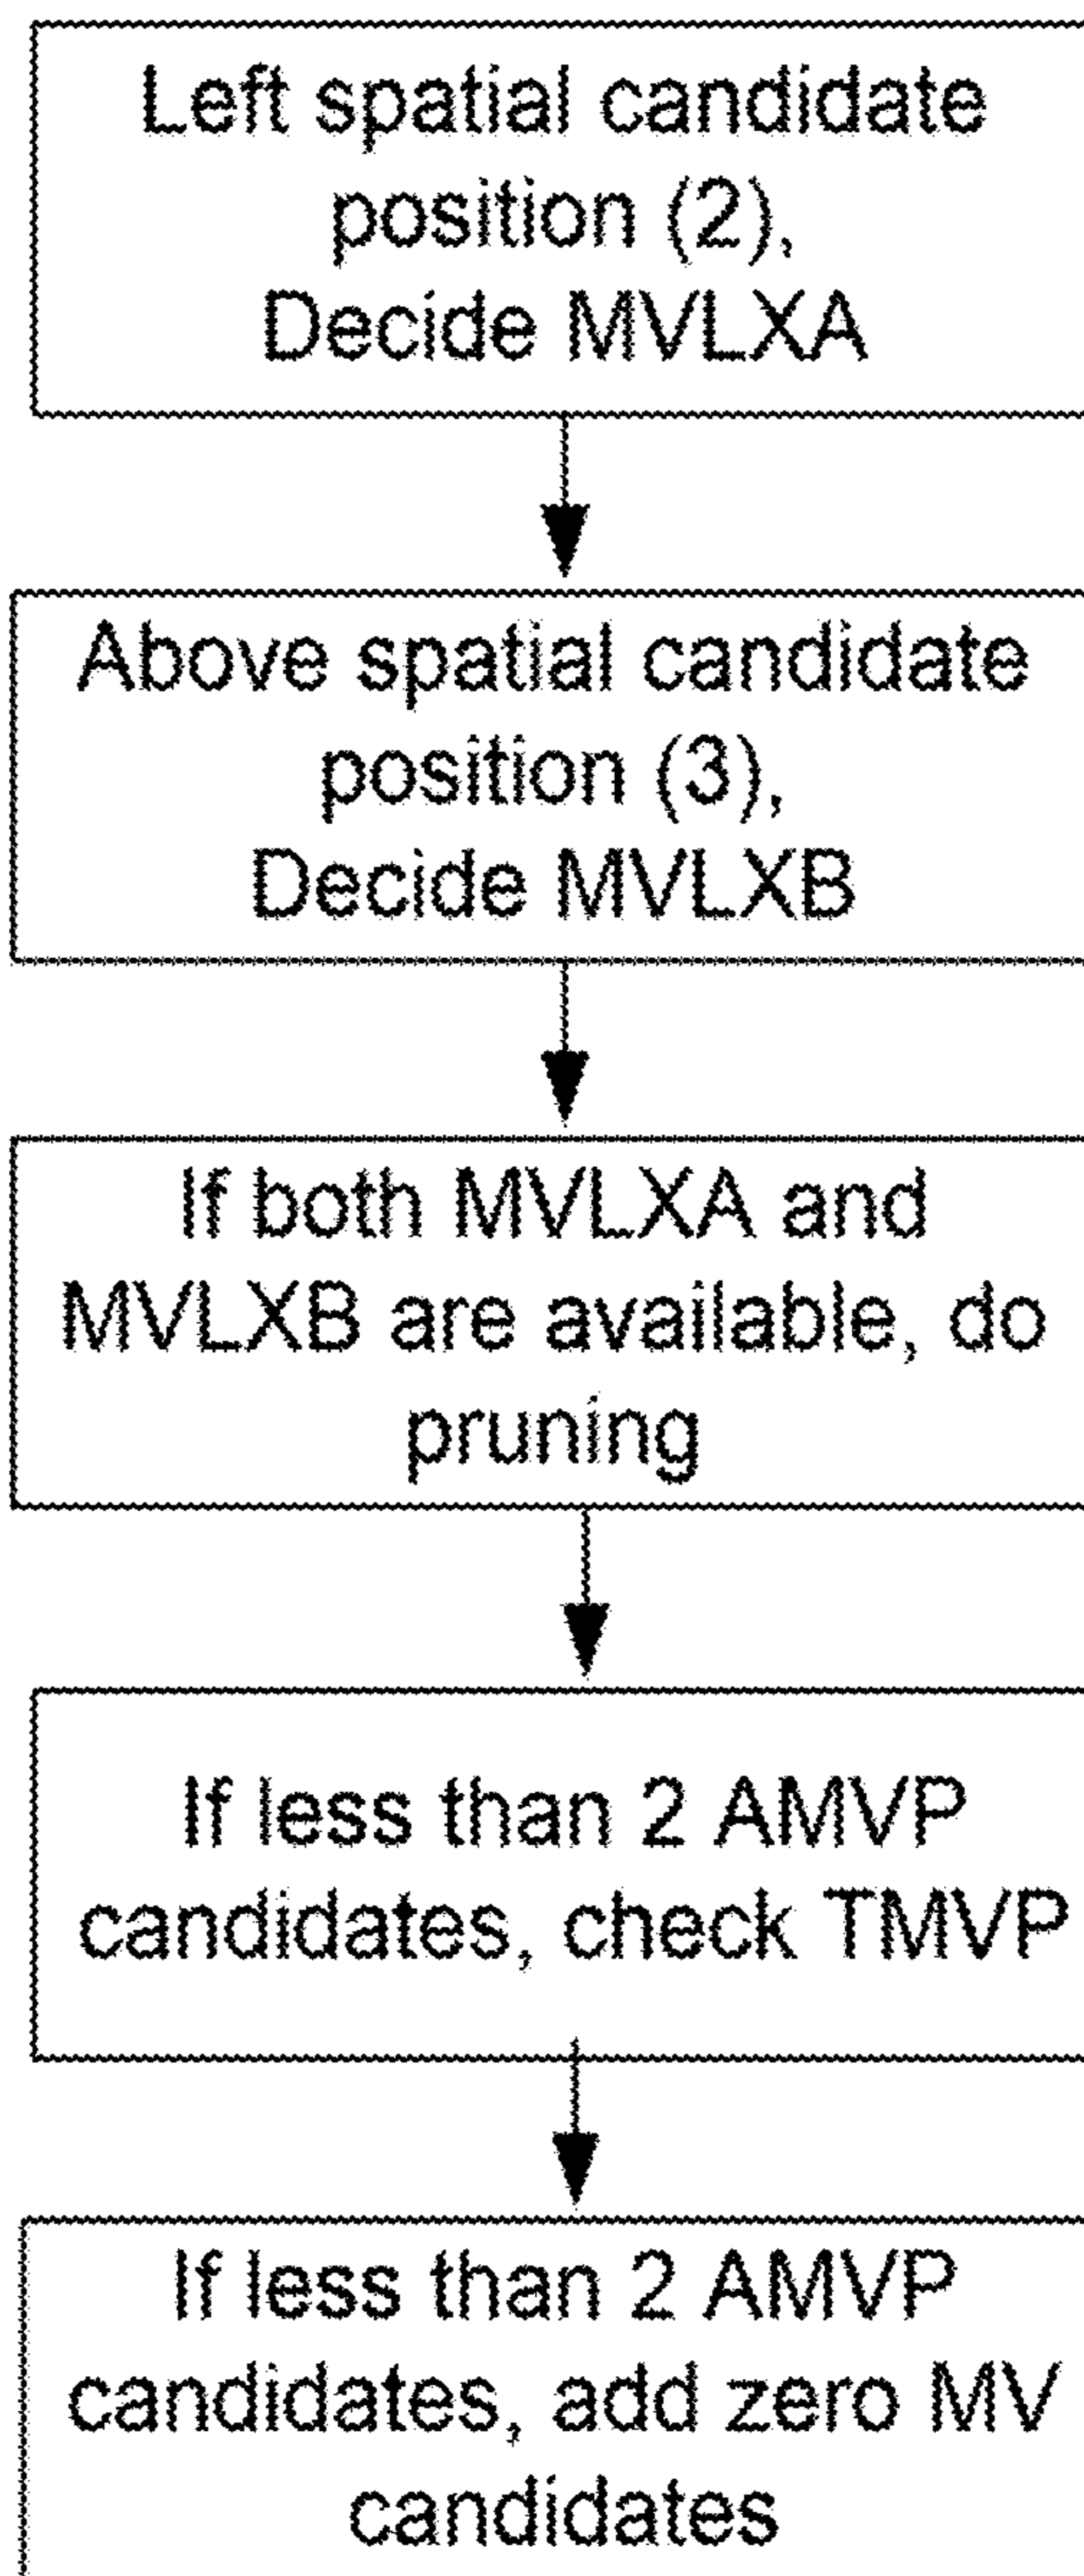 Left spatial candidate
position (2),
Decide MVLXA
Above spatial candidate
position (3),
Decide MVLXB
If both MVLXA and
MVLXB are available, do
pruning
If less than 2 AMVP
candidates, check TMVP
If less than 2 AMVP
candidates, add zero MV
candidates